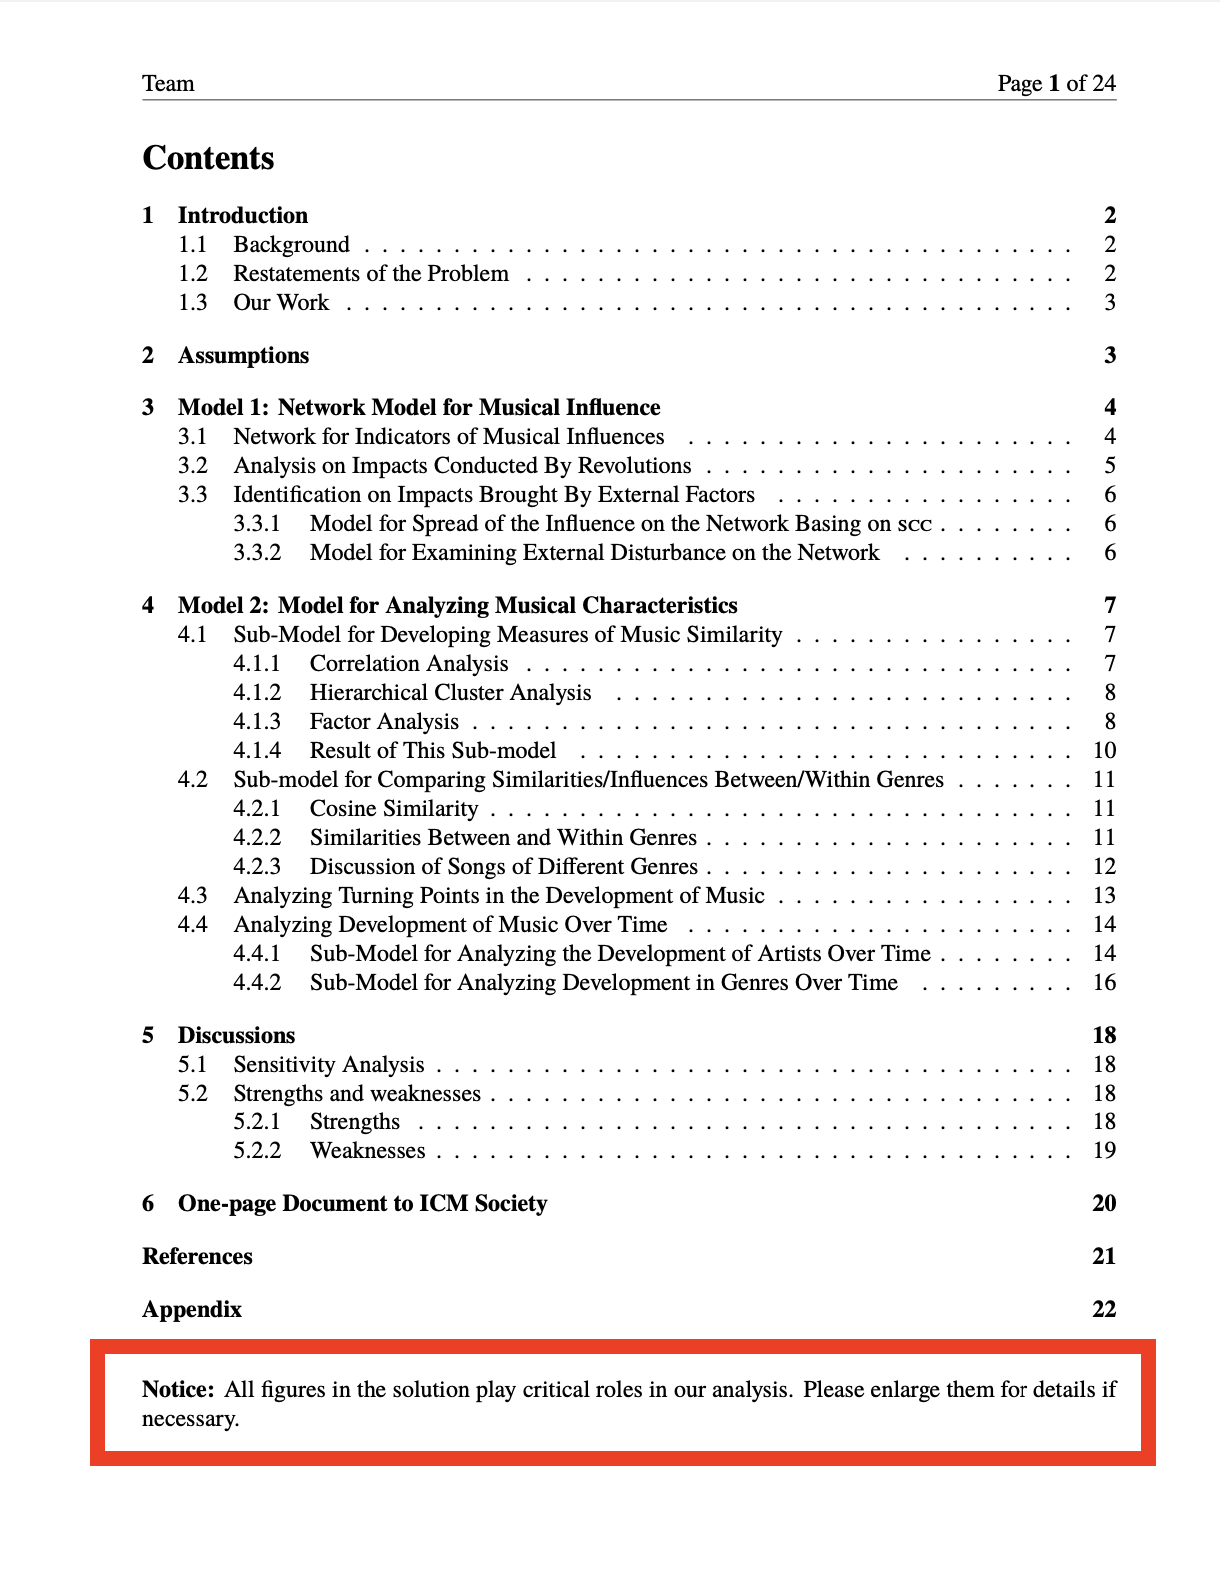 Team Page 1 of 24
Contents
1 Introduction 2
1.1 Background . . . . . . . . . . . . . . . . . . . . . . . . . . . . . . . . . . . . . . . . 2
1.2 Restatements of the Problem . . . . . . . . . . . . . . . . . . . . . . . . . . . . . . . 2
1.3 Our Work . . . . . . . . . . . . . . . . . . . . . . . . . . . . . . . . . . . . . . . . . 3
2 Assumptions 3
3 Model 1: Network Model for Musical Influence 4
3.1 Network for Indicators of Musical Influences . . . . . . . . . . . . . . . . . . . . . . 4
3.2 Analysis on Impacts Conducted By Revolutions . . . . . . . . . . . . . . . . . . . . . 5
3.3 Identification on Impacts Brought By External Factors . . . . . . . . . . . . . . . . . 6
3.3.1 Model for Spread of the Influence on the Network Basing on scc . . . . . . . . 6
3.3.2 Model for Examining External Disturbance on the Network . . . . . . . . . . 6
4 Model 2: Model for Analyzing Musical Characteristics 7
4.1 Sub-Model for Developing Measures of Music Similarity . . . . . . . . . . . . . . . . 7
4.1.1 Correlation Analysis . . . . . . . . . . . . . . . . . . . . . . . . . . . . . . . 7
4.1.2 Hierarchical Cluster Analysis . . . . . . . . . . . . . . . . . . . . . . . . . . 8
4.1.3 Factor Analysis . . . . . . . . . . . . . . . . . . . . . . . . . . . . . . . . . . 8
4.1.4 Result of This Sub-model . . . . . . . . . . . . . . . . . . . . . . . . . . . . 10
4.2 Sub-model for Comparing Similarities/Influences Between/Within Genres . . . . . . . 11
4.2.1 Cosine Similarity . . . . . . . . . . . . . . . . . . . . . . . . . . . . . . . . . 11
4.2.2 Similarities Between and Within Genres . . . . . . . . . . . . . . . . . . . . . 11
4.2.3 Discussion of Songs of Different Genres . . . . . . . . . . . . . . . . . . . . . 12
4.3 Analyzing Turning Points in the Development of Music . . . . . . . . . . . . . . . . . 13
4.4 Analyzing Development of Music Over Time . . . . . . . . . . . . . . . . . . . . . . 14
4.4.1 Sub-Model for Analyzing the Development of Artists Over Time . . . . . . . . 14
4.4.2 Sub-Model for Analyzing Development in Genres Over Time . . . . . . . . . 16
5 Discussions 18
5.1 Sensitivity Analysis . . . . . . . . . . . . . . . . . . . . . . . . . . . . . . . . . . . . 18
5.2 Strengths and weaknesses . . . . . . . . . . . . . . . . . . . . . . . . . . . . . . . . . 18
5.2.1 Strengths . . . . . . . . . . . . . . . . . . . . . . . . . . . . . . . . . . . . . 18
5.2.2 Weaknesses . . . . . . . . . . . . . . . . . . . . . . . . . . . . . . . . . . . . 19
6 One-page Document to ICM Society 20
References 21
Appendix 22
Notice: All figures in the solution play critical roles in our analysis. Please enlarge them for details if
necessary.